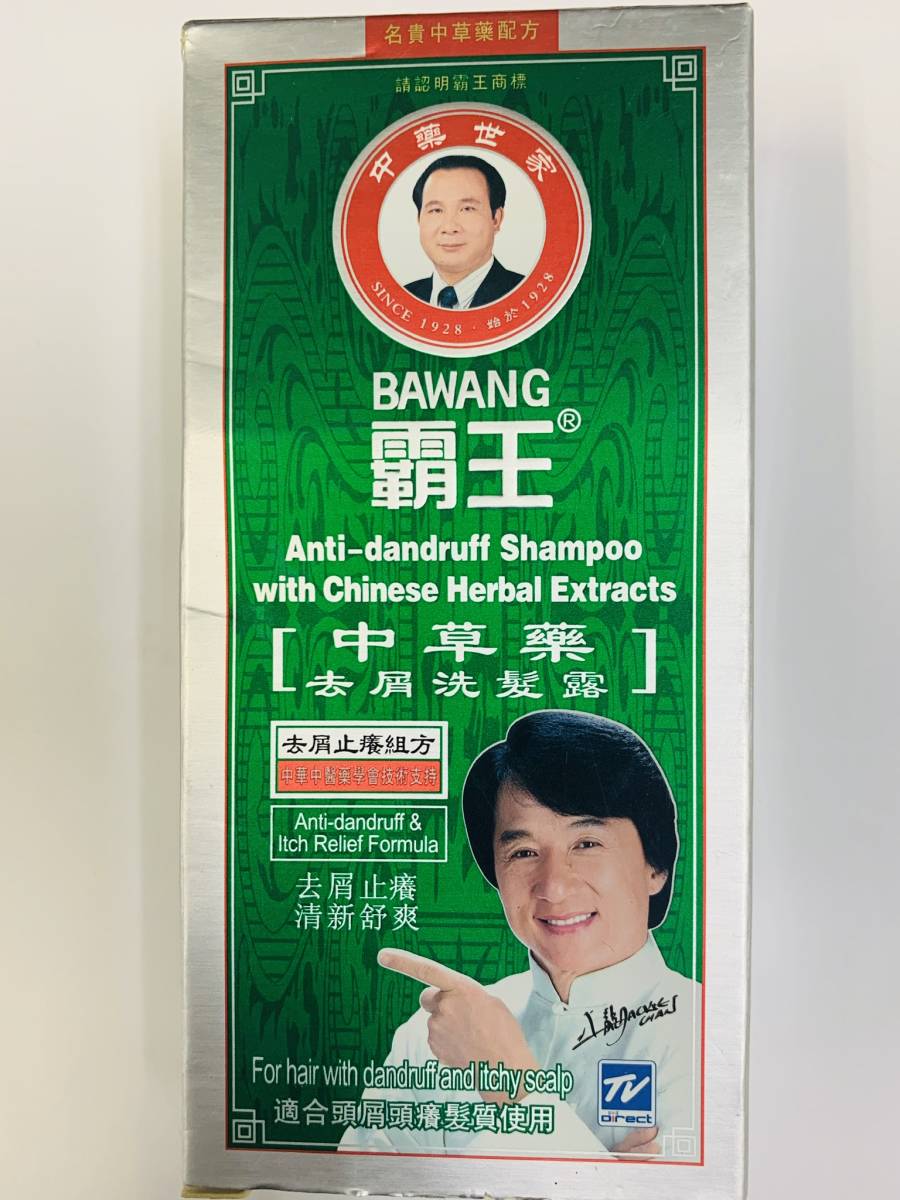 名貴中草藥配方
請認明霸王商標
中藥世家
SINCE 1928 · 始於1928
BAWANG
霸王®
Anti-dandruff Shampoo
with Chinese Herbal Extracts
[中草藥
去屑洗髮露]
去屑止癢組方
中華中醫藥學會技術支持
Anti-dandruff &
Itch Relief Formula
去屑止癢
清新舒爽
JACKIE
CHAN
For hair with dandruff and itchy scalp
適合頭屑頭癢髮質使用
TV
Direct